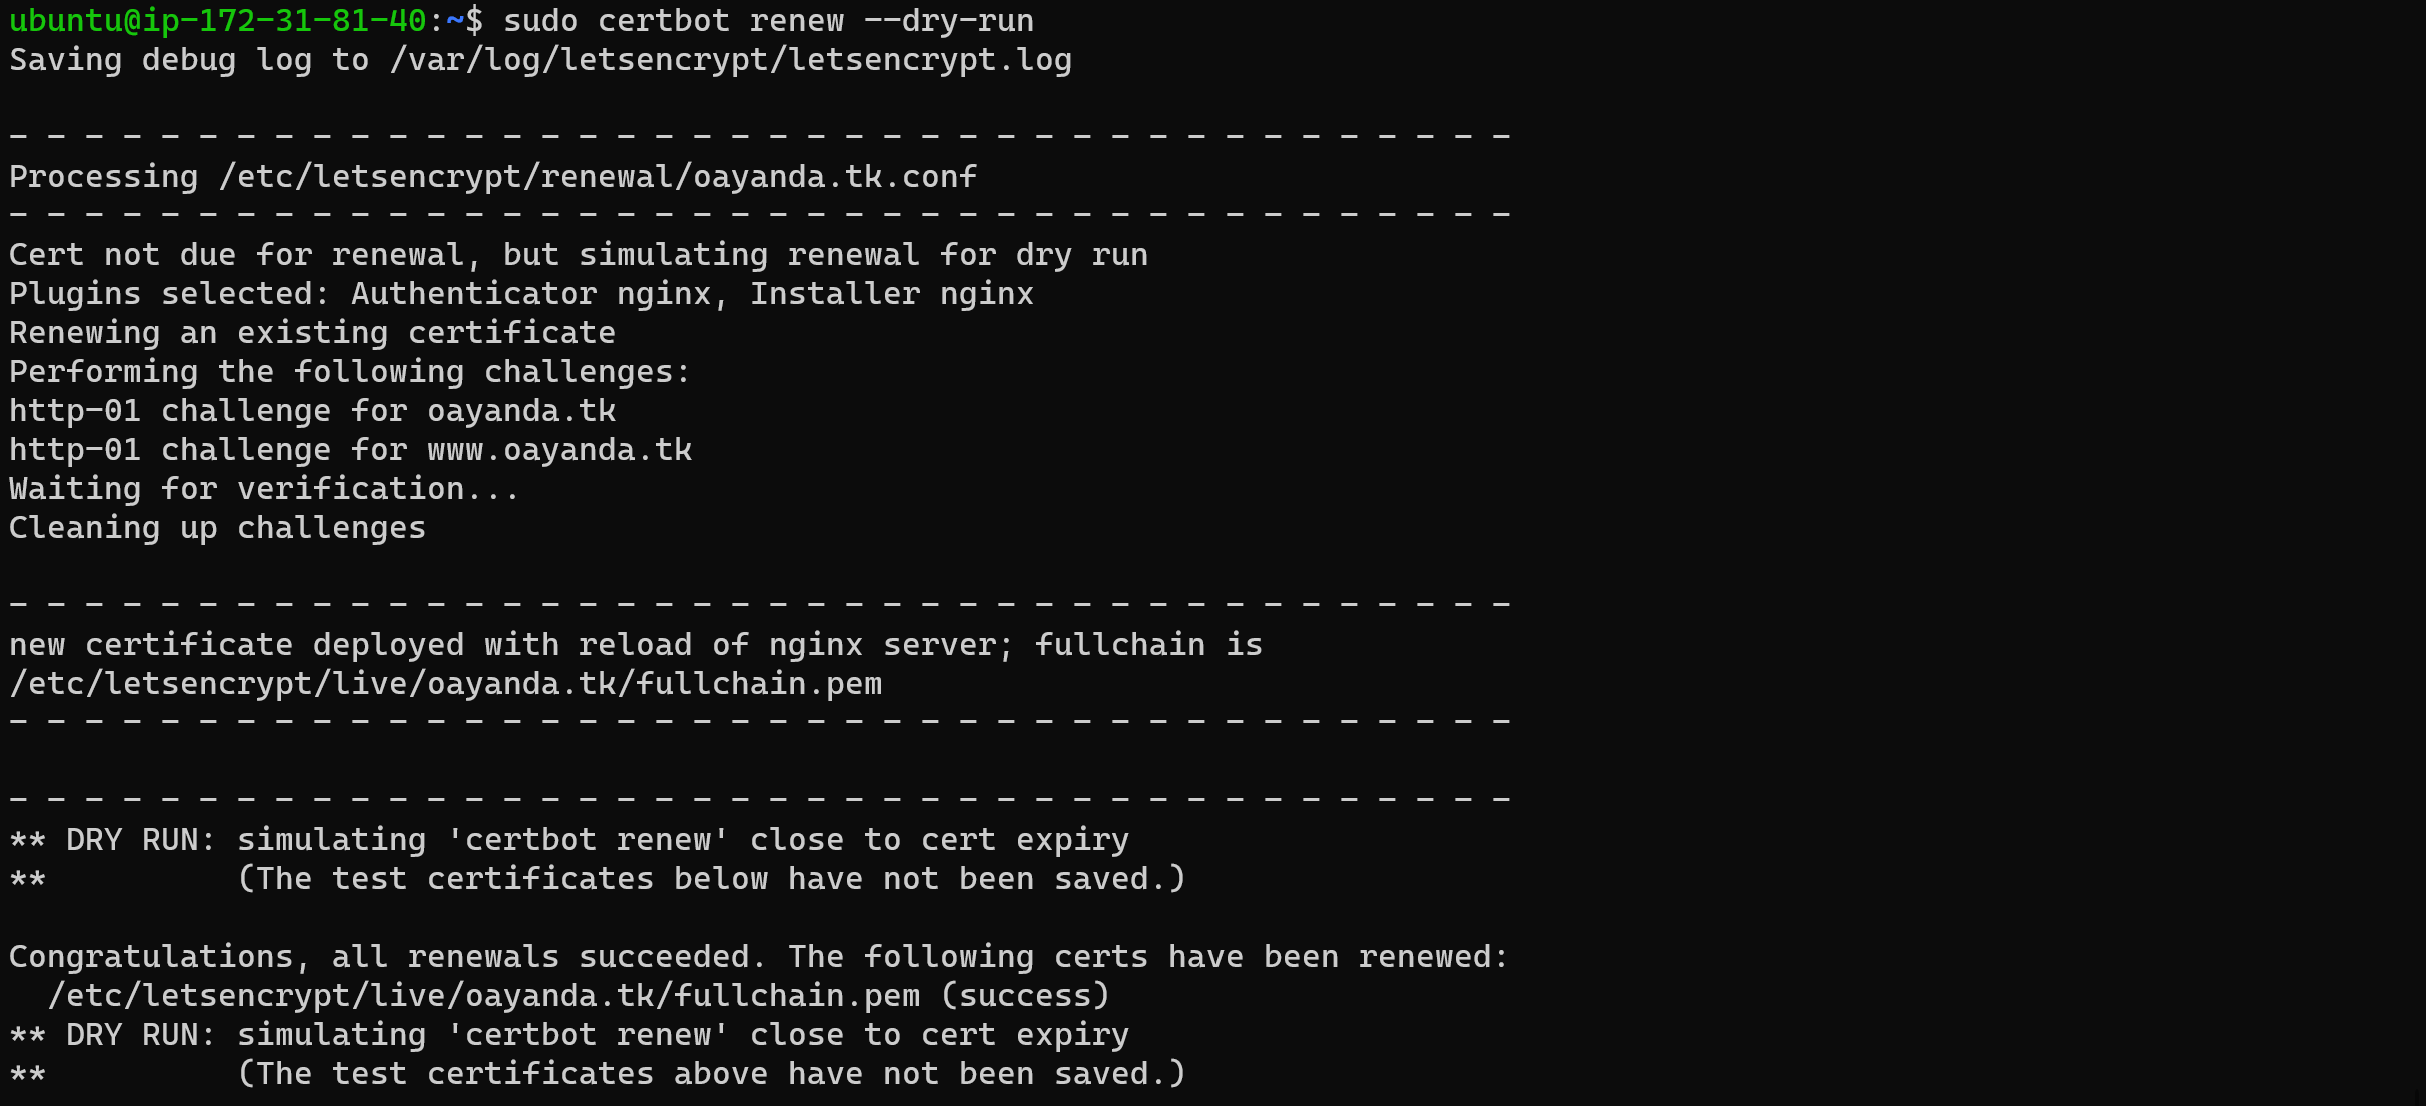 ubuntu@ip-172-31-81-40:~$ sudo certbot renew --dry-run
Saving debug log to /var/log/letsencrypt/letsencrypt.log

- - - - - - - - - - - - - - - - - - - - - - - - - - - - - - - - - - - - - - - -
Processing /etc/letsencrypt/renewal/oayanda.tk.conf
- - - - - - - - - - - - - - - - - - - - - - - - - - - - - - - - - - - - - - - -
Cert not due for renewal, but simulating renewal for dry run
Plugins selected: Authenticator nginx, Installer nginx
Renewing an existing certificate
Performing the following challenges:
http-01 challenge for oayanda.tk
http-01 challenge for www.oayanda.tk
Waiting for verification...
Cleaning up challenges

- - - - - - - - - - - - - - - - - - - - - - - - - - - - - - - - - - - - - - - -
new certificate deployed with reload of nginx server; fullchain is
/etc/letsencrypt/live/oayanda.tk/fullchain.pem
- - - - - - - - - - - - - - - - - - - - - - - - - - - - - - - - - - - - - - - -

- - - - - - - - - - - - - - - - - - - - - - - - - - - - - - - - - - - - - - - -
** DRY RUN: simulating 'certbot renew' close to cert expiry
**          (The test certificates below have not been saved.)

Congratulations, all renewals succeeded. The following certs have been renewed:
  /etc/letsencrypt/live/oayanda.tk/fullchain.pem (success)
** DRY RUN: simulating 'certbot renew' close to cert expiry
**          (The test certificates above have not been saved.)